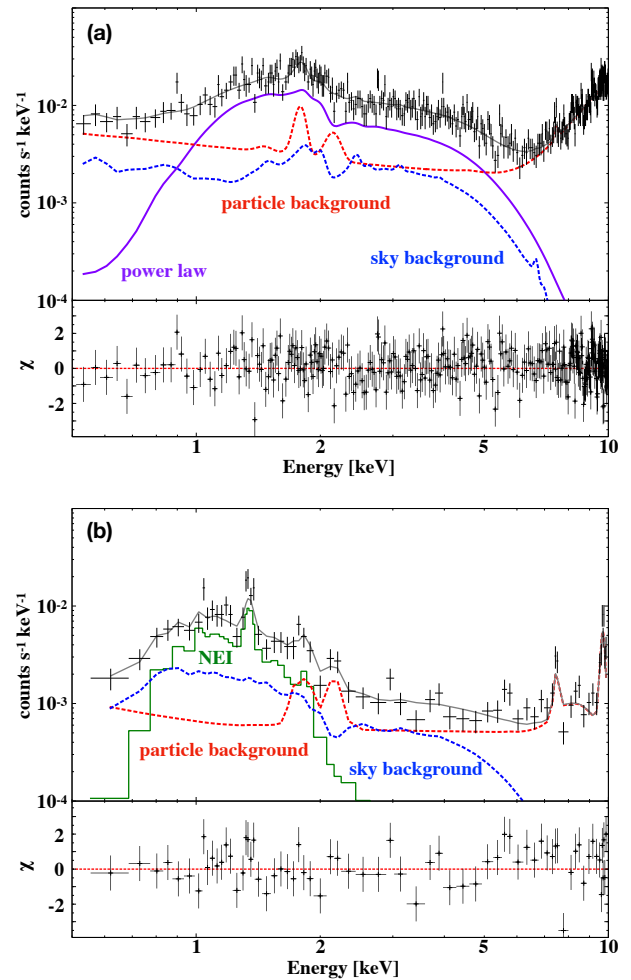 (a)
counts s⁻¹ keV⁻¹
10⁻²
10⁻³
10⁻⁴
particle background
sky background
power law
χ
2
0
-2
1 2 5 10
Energy [keV]
(b)
counts s⁻¹ keV⁻¹
10⁻²
10⁻³
10⁻⁴
NEI
particle background
sky background
χ
2
0
-2
1 2 5 10
Energy [keV]